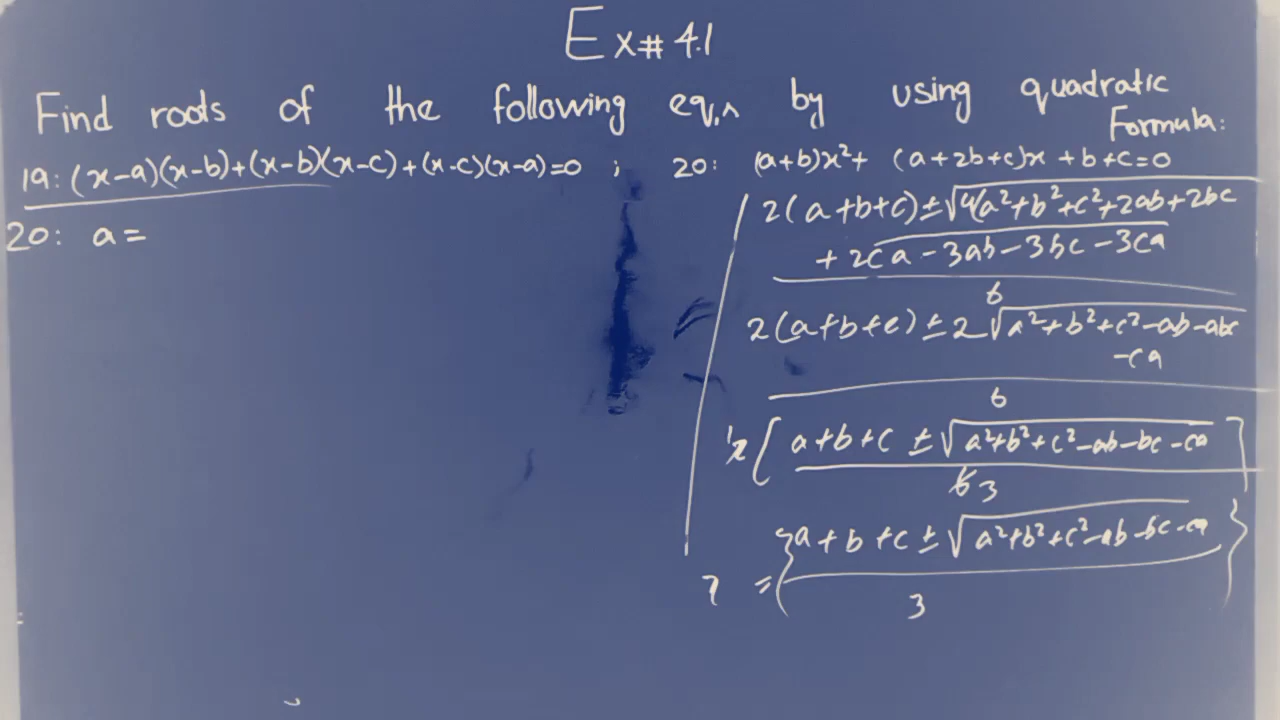 Ex# 4.1
Find roots of the following eq,n by using quadratic
Formula:
19: (x-a)(x-b)+(x-b)(x-c)+(x-c)(x-a)=0 ; 20: (a+b)x²+ (a+2b+c)x +b+c=0
20: a=
2(a+b+c)±√4(a²+b²+c²+2ab+2bc
+2ca-3ab-3bc-3ca
6
2(a+b+c)±2√a²+b²+c²-ab-abc
-ca
6
2[a+b+c ±√a²+b²+c²-ab-bc-ca]
6 3
= {a+b+c±√a²+b²+c²-ab-bc-ca}
3